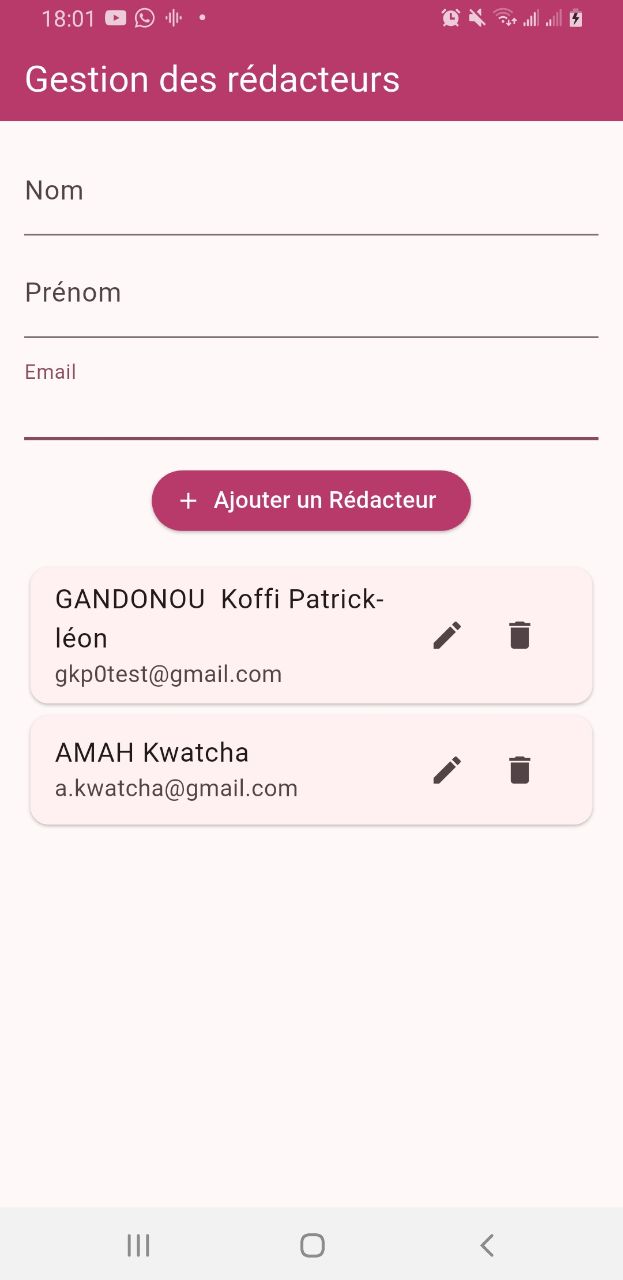 18:01
Gestion des rédacteurs
Nom
Prénom
Email
+ Ajouter un Rédacteur
GANDONOU  Koffi Patrick-
léon
gkp0test@gmail.com
AMAH Kwatcha
a.kwatcha@gmail.com